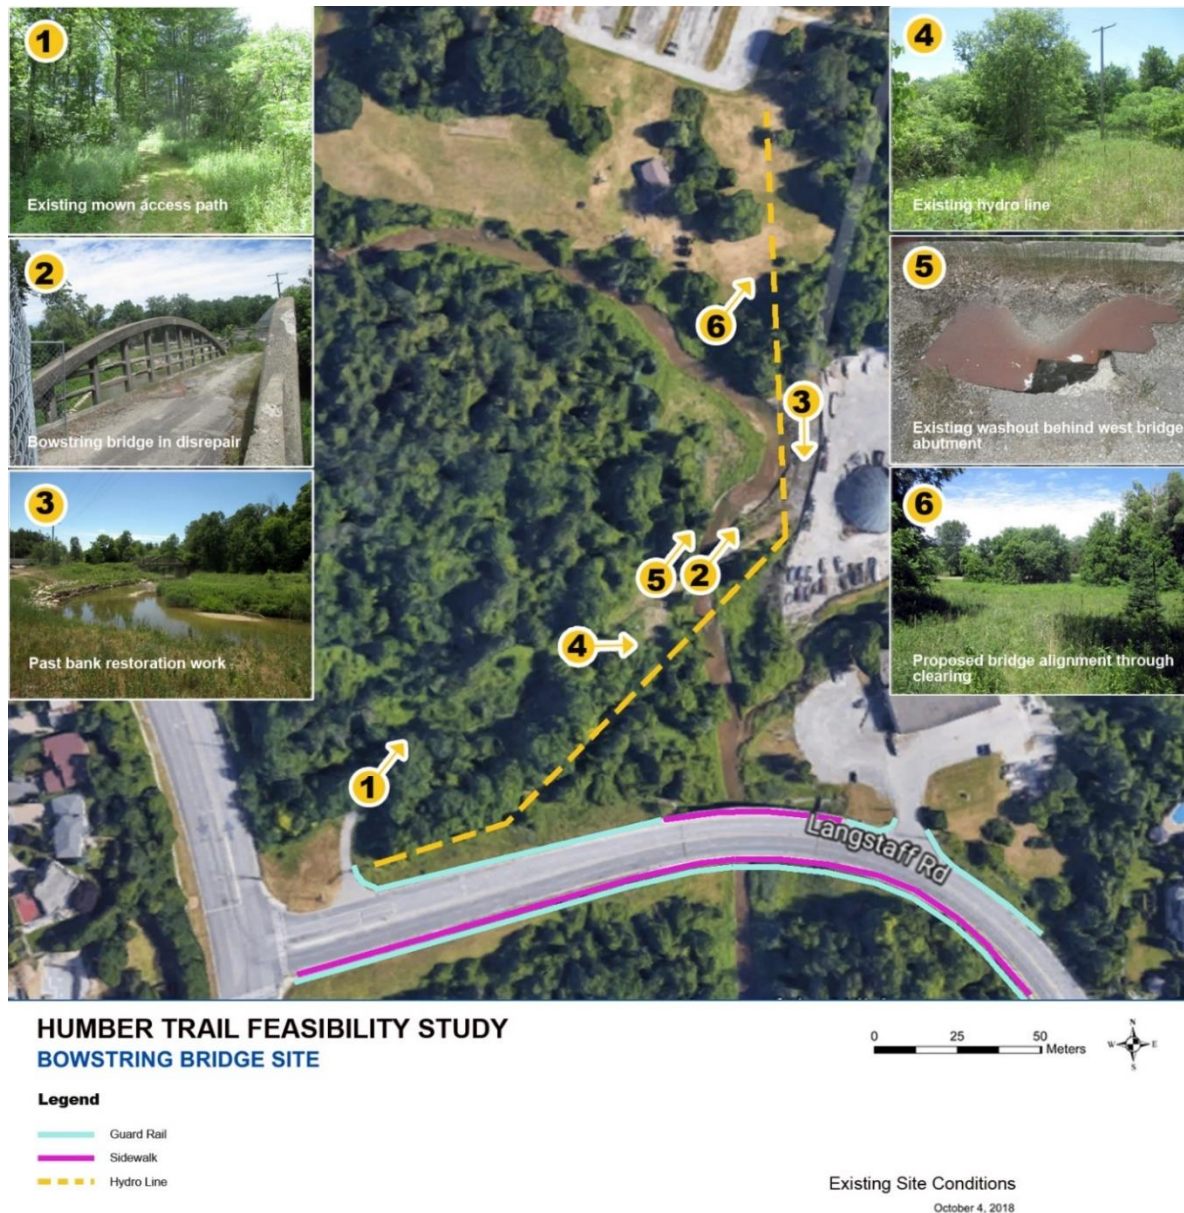 1
Existing mown access path
2
Bowstring bridge in disrepair
3
Past bank restoration work
4
Existing hydro line
5
Existing washout behind west bridge
abutment
6
Proposed bridge alignment through
clearing
6
3
5
2
4
1
Langstaff Rd
HUMBER TRAIL FEASIBILITY STUDY
BOWSTRING BRIDGE SITE
0 25 50
Meters
N
W E
S
Legend
Guard Rail
Sidewalk
Hydro Line
Existing Site Conditions
October 4, 2018